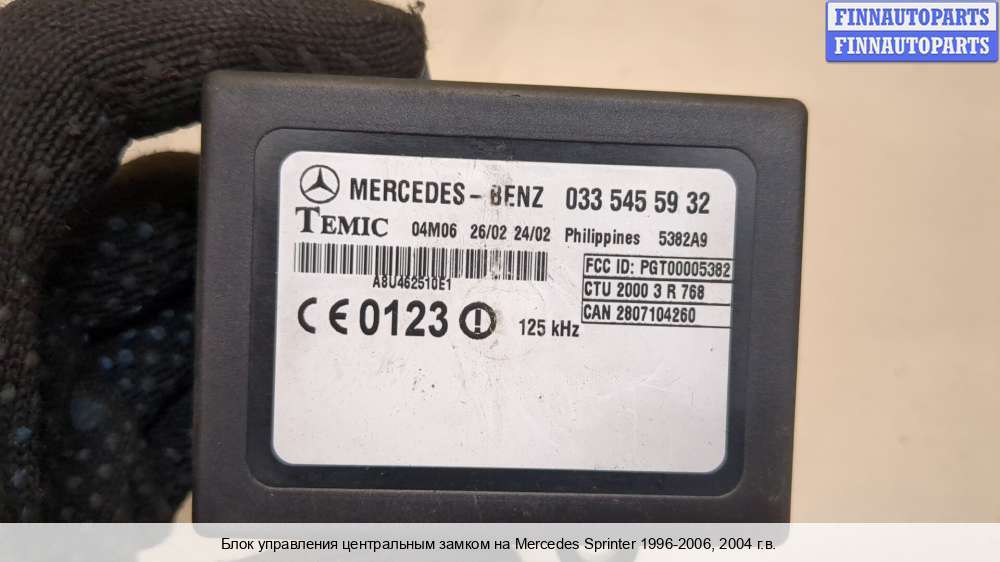 FINNAUTOPARTS
FINNAUTOPARTS
MERCEDES-BENZ 033 545 59 32
TEMIC 04M06 26/02 24/02 Philippines 5382A9
A8U462510E1
FCC ID: PGT00005382
CTU 2000 3 R 768
CAN 2807104260
CE 0123 125 kHz
Блок управления центральным замком на Mercedes Sprinter 1996-2006, 2004 г.в.